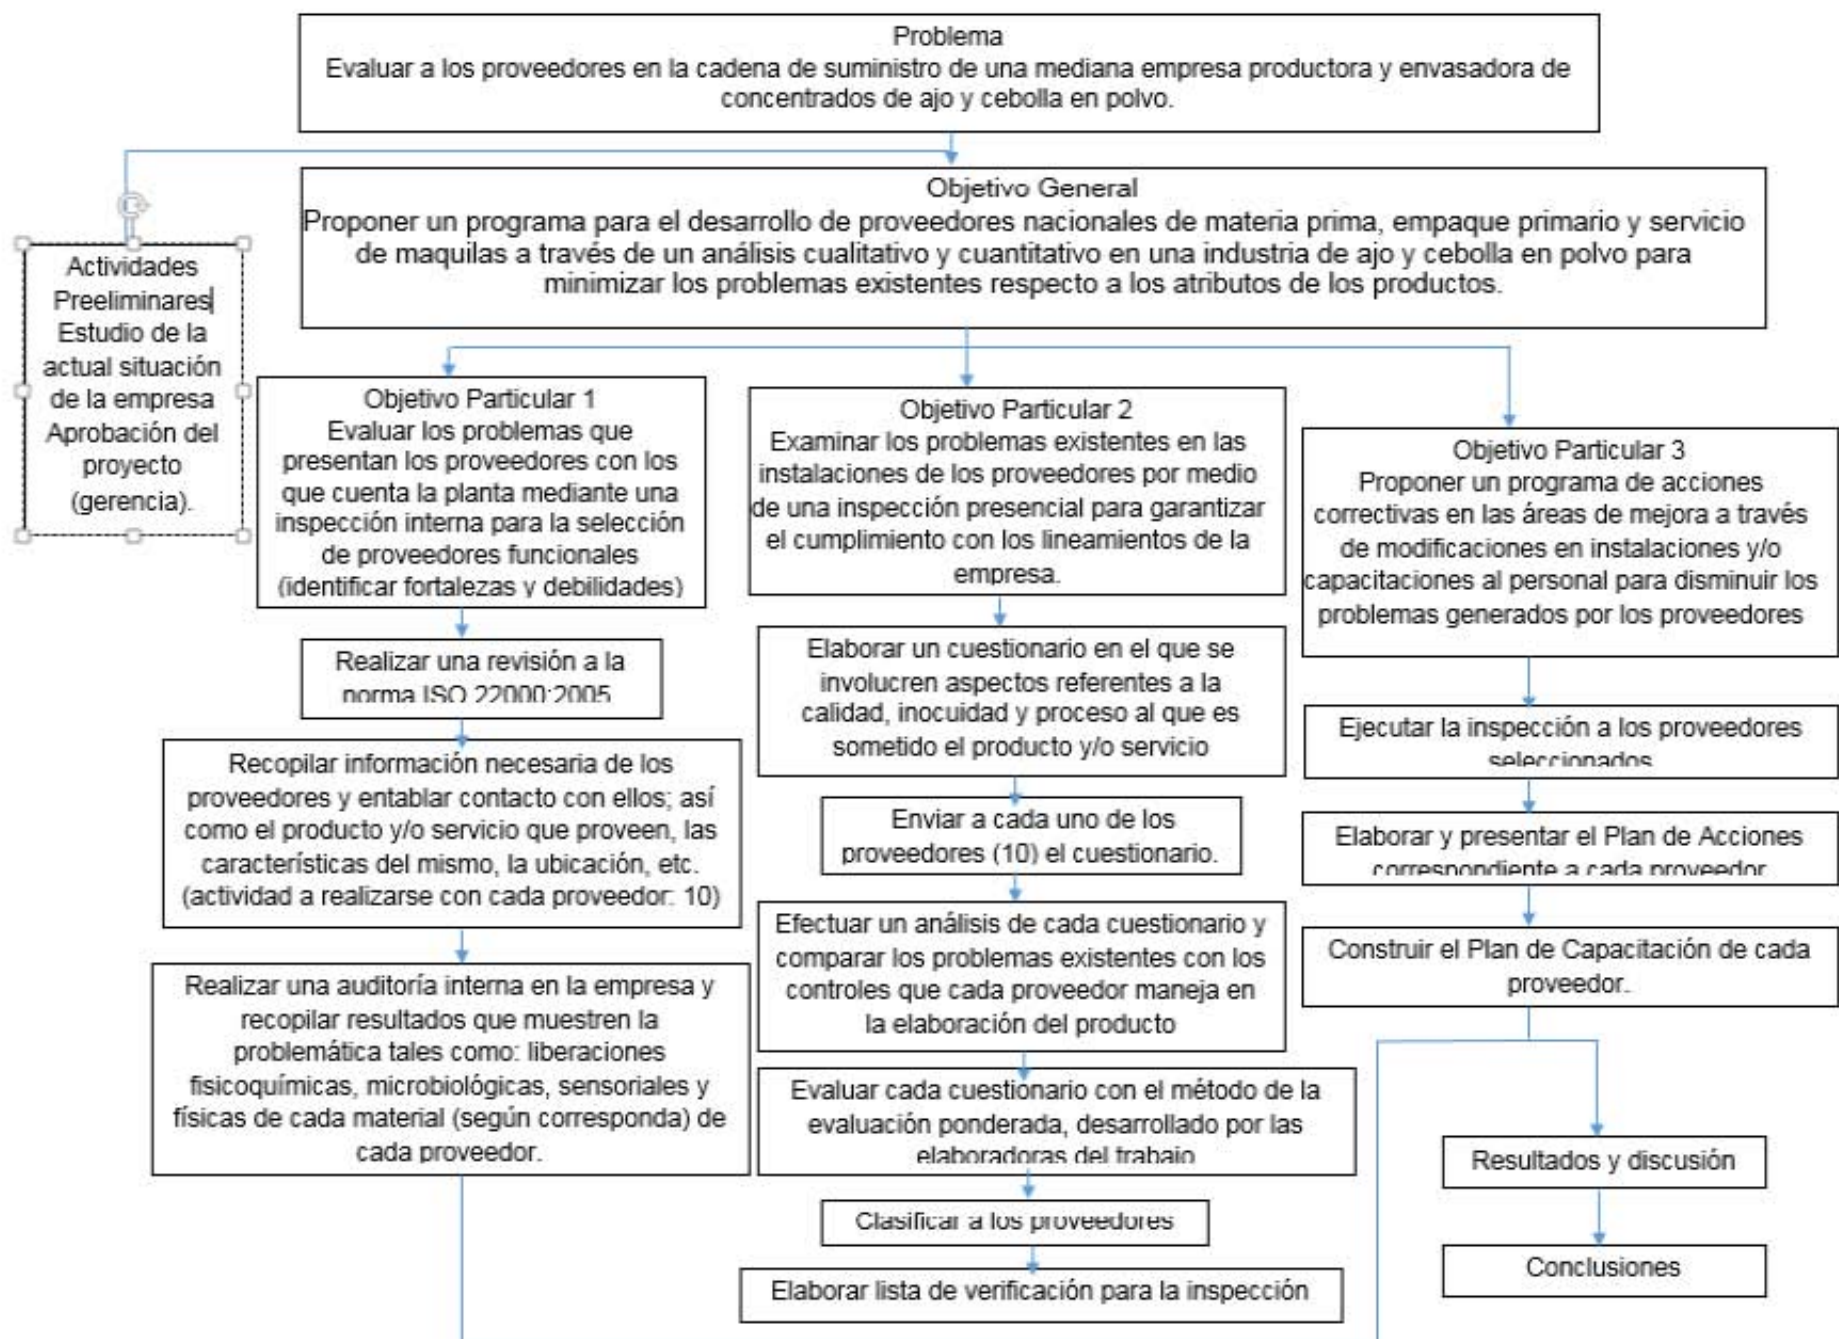 Problema
Evaluar a los proveedores en la cadena de suministro de una mediana empresa productora y envasadora de
concentrados de ajo y cebolla en polvo.
Objetivo General
Proponer un programa para el desarrollo de proveedores nacionales de materia prima, empaque primario y servicio
de maquilas a través de un análisis cualitativo y cuantitativo en una industria de ajo y cebolla en polvo para
minimizar los problemas existentes respecto a los atributos de los productos.
Actividades
Preeliminares
Estudio de la
actual situación
de la empresa
Aprobación del
proyecto
(gerencia).
Objetivo Particular 1
Evaluar los problemas que
presentan los proveedores con los
que cuenta la planta mediante una
inspección interna para la selección
de proveedores funcionales
(identificar fortalezas y debilidades)
Realizar una revisión a la
norma ISO 22000:2005
Recopilar información necesaria de los
proveedores y entablar contacto con ellos; así
como el producto y/o servicio que proveen, las
características del mismo, la ubicación, etc.
(actividad a realizarse con cada proveedor: 10)
Realizar una auditoría interna en la empresa y
recopilar resultados que muestren la
problemática tales como: liberaciones
fisicoquímicas, microbiológicas, sensoriales y
físicas de cada material (según corresponda) de
cada proveedor.
Objetivo Particular 2
Examinar los problemas existentes en las
instalaciones de los proveedores por medio
de una inspección presencial para garantizar
el cumplimiento con los lineamientos de la
empresa.
Elaborar un cuestionario en el que se
involucren aspectos referentes a la
calidad, inocuidad y proceso al que es
sometido el producto y/o servicio
Enviar a cada uno de los
proveedores (10) el cuestionario.
Efectuar un análisis de cada cuestionario y
comparar los problemas existentes con los
controles que cada proveedor maneja en
la elaboración del producto
Evaluar cada cuestionario con el método de la
evaluación ponderada, desarrollado por las
elaboradoras del trabajo
Clasificar a los proveedores
Elaborar lista de verificación para la inspección
Objetivo Particular 3
Proponer un programa de acciones
correctivas en las áreas de mejora a través
de modificaciones en instalaciones y/o
capacitaciones al personal para disminuir los
problemas generados por los proveedores
Ejecutar la inspección a los proveedores
seleccionados
Elaborar y presentar el Plan de Acciones
correspondiente a cada proveedor
Construir el Plan de Capacitación de cada
proveedor.
Resultados y discusión
Conclusiones